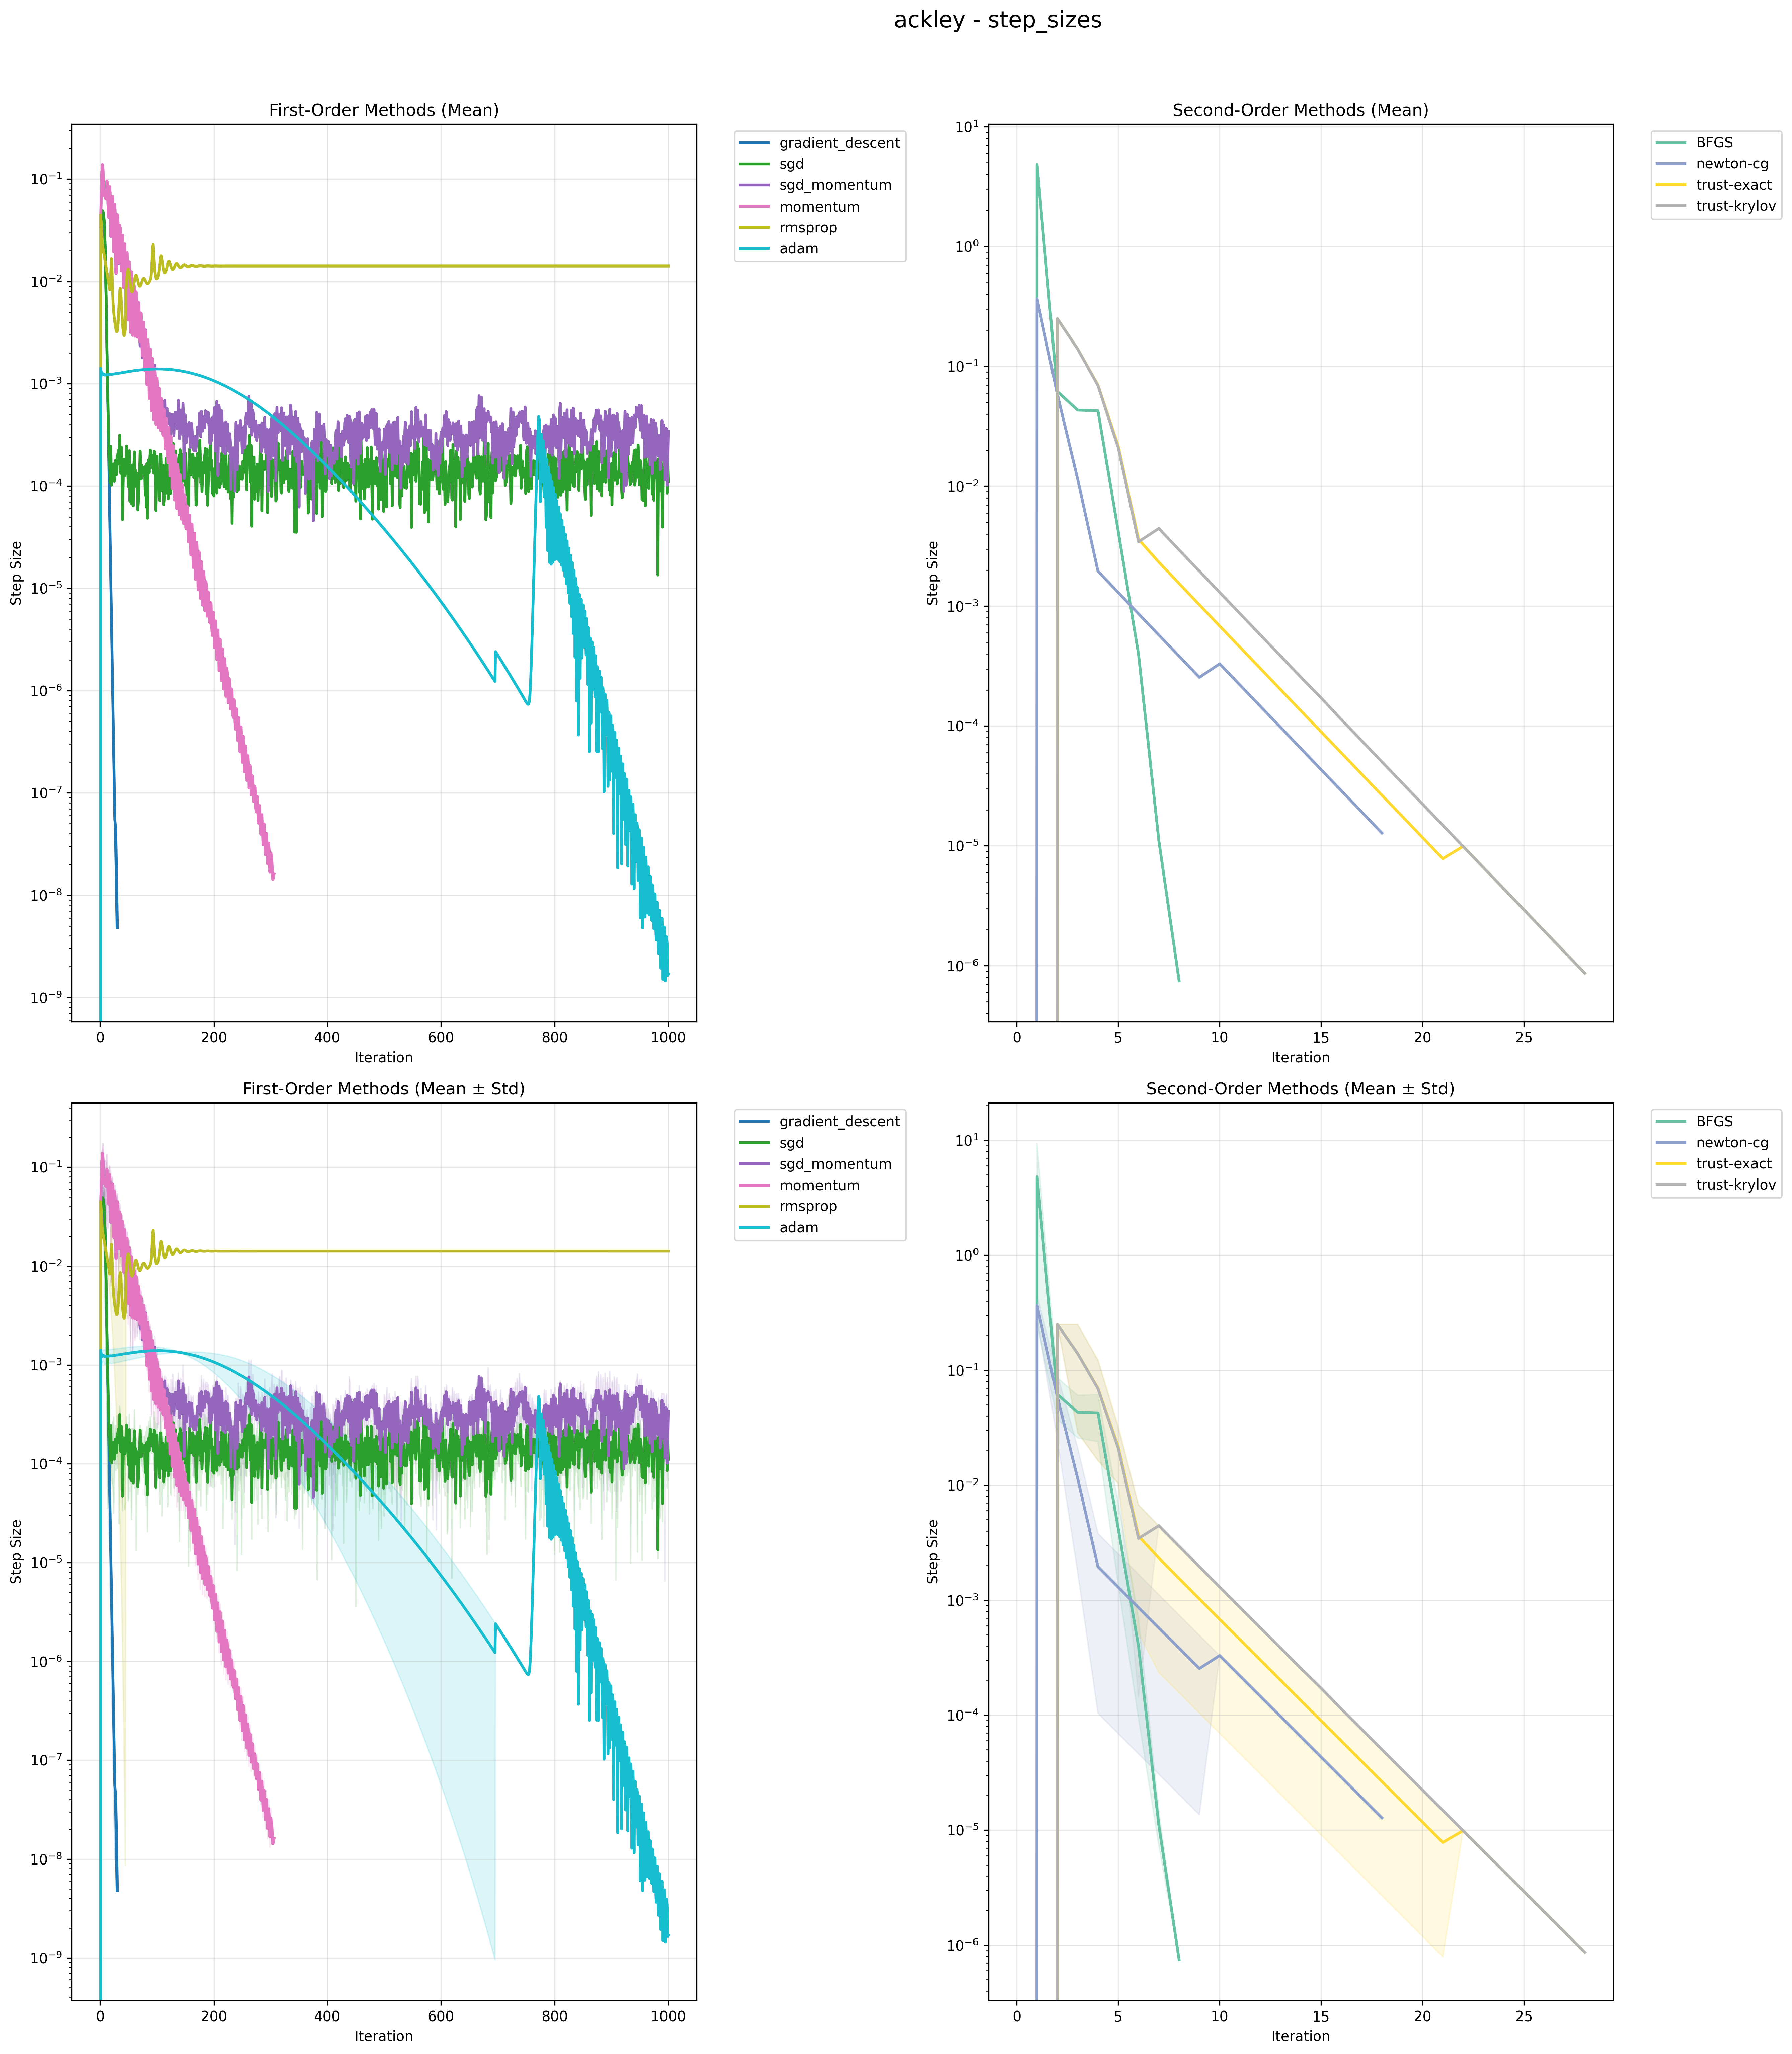 ackley - step_sizes
First-Order Methods (Mean)
Step Size
10⁻¹
10⁻²
10⁻³
10⁻⁴
10⁻⁵
10⁻⁶
10⁻⁷
10⁻⁸
10⁻⁹
0 200 400 600 800 1000
Iteration
gradient_descent
sgd
sgd_momentum
momentum
rmsprop
adam
Second-Order Methods (Mean)
Step Size
10¹
10⁰
10⁻¹
10⁻²
10⁻³
10⁻⁴
10⁻⁵
10⁻⁶
0 5 10 15 20 25
Iteration
BFGS
newton-cg
trust-exact
trust-krylov
First-Order Methods (Mean ± Std)
Step Size
10⁻¹
10⁻²
10⁻³
10⁻⁴
10⁻⁵
10⁻⁶
10⁻⁷
10⁻⁸
10⁻⁹
0 200 400 600 800 1000
Iteration
gradient_descent
sgd
sgd_momentum
momentum
rmsprop
adam
Second-Order Methods (Mean ± Std)
Step Size
10¹
10⁰
10⁻¹
10⁻²
10⁻³
10⁻⁴
10⁻⁵
10⁻⁶
0 5 10 15 20 25
Iteration
BFGS
newton-cg
trust-exact
trust-krylov